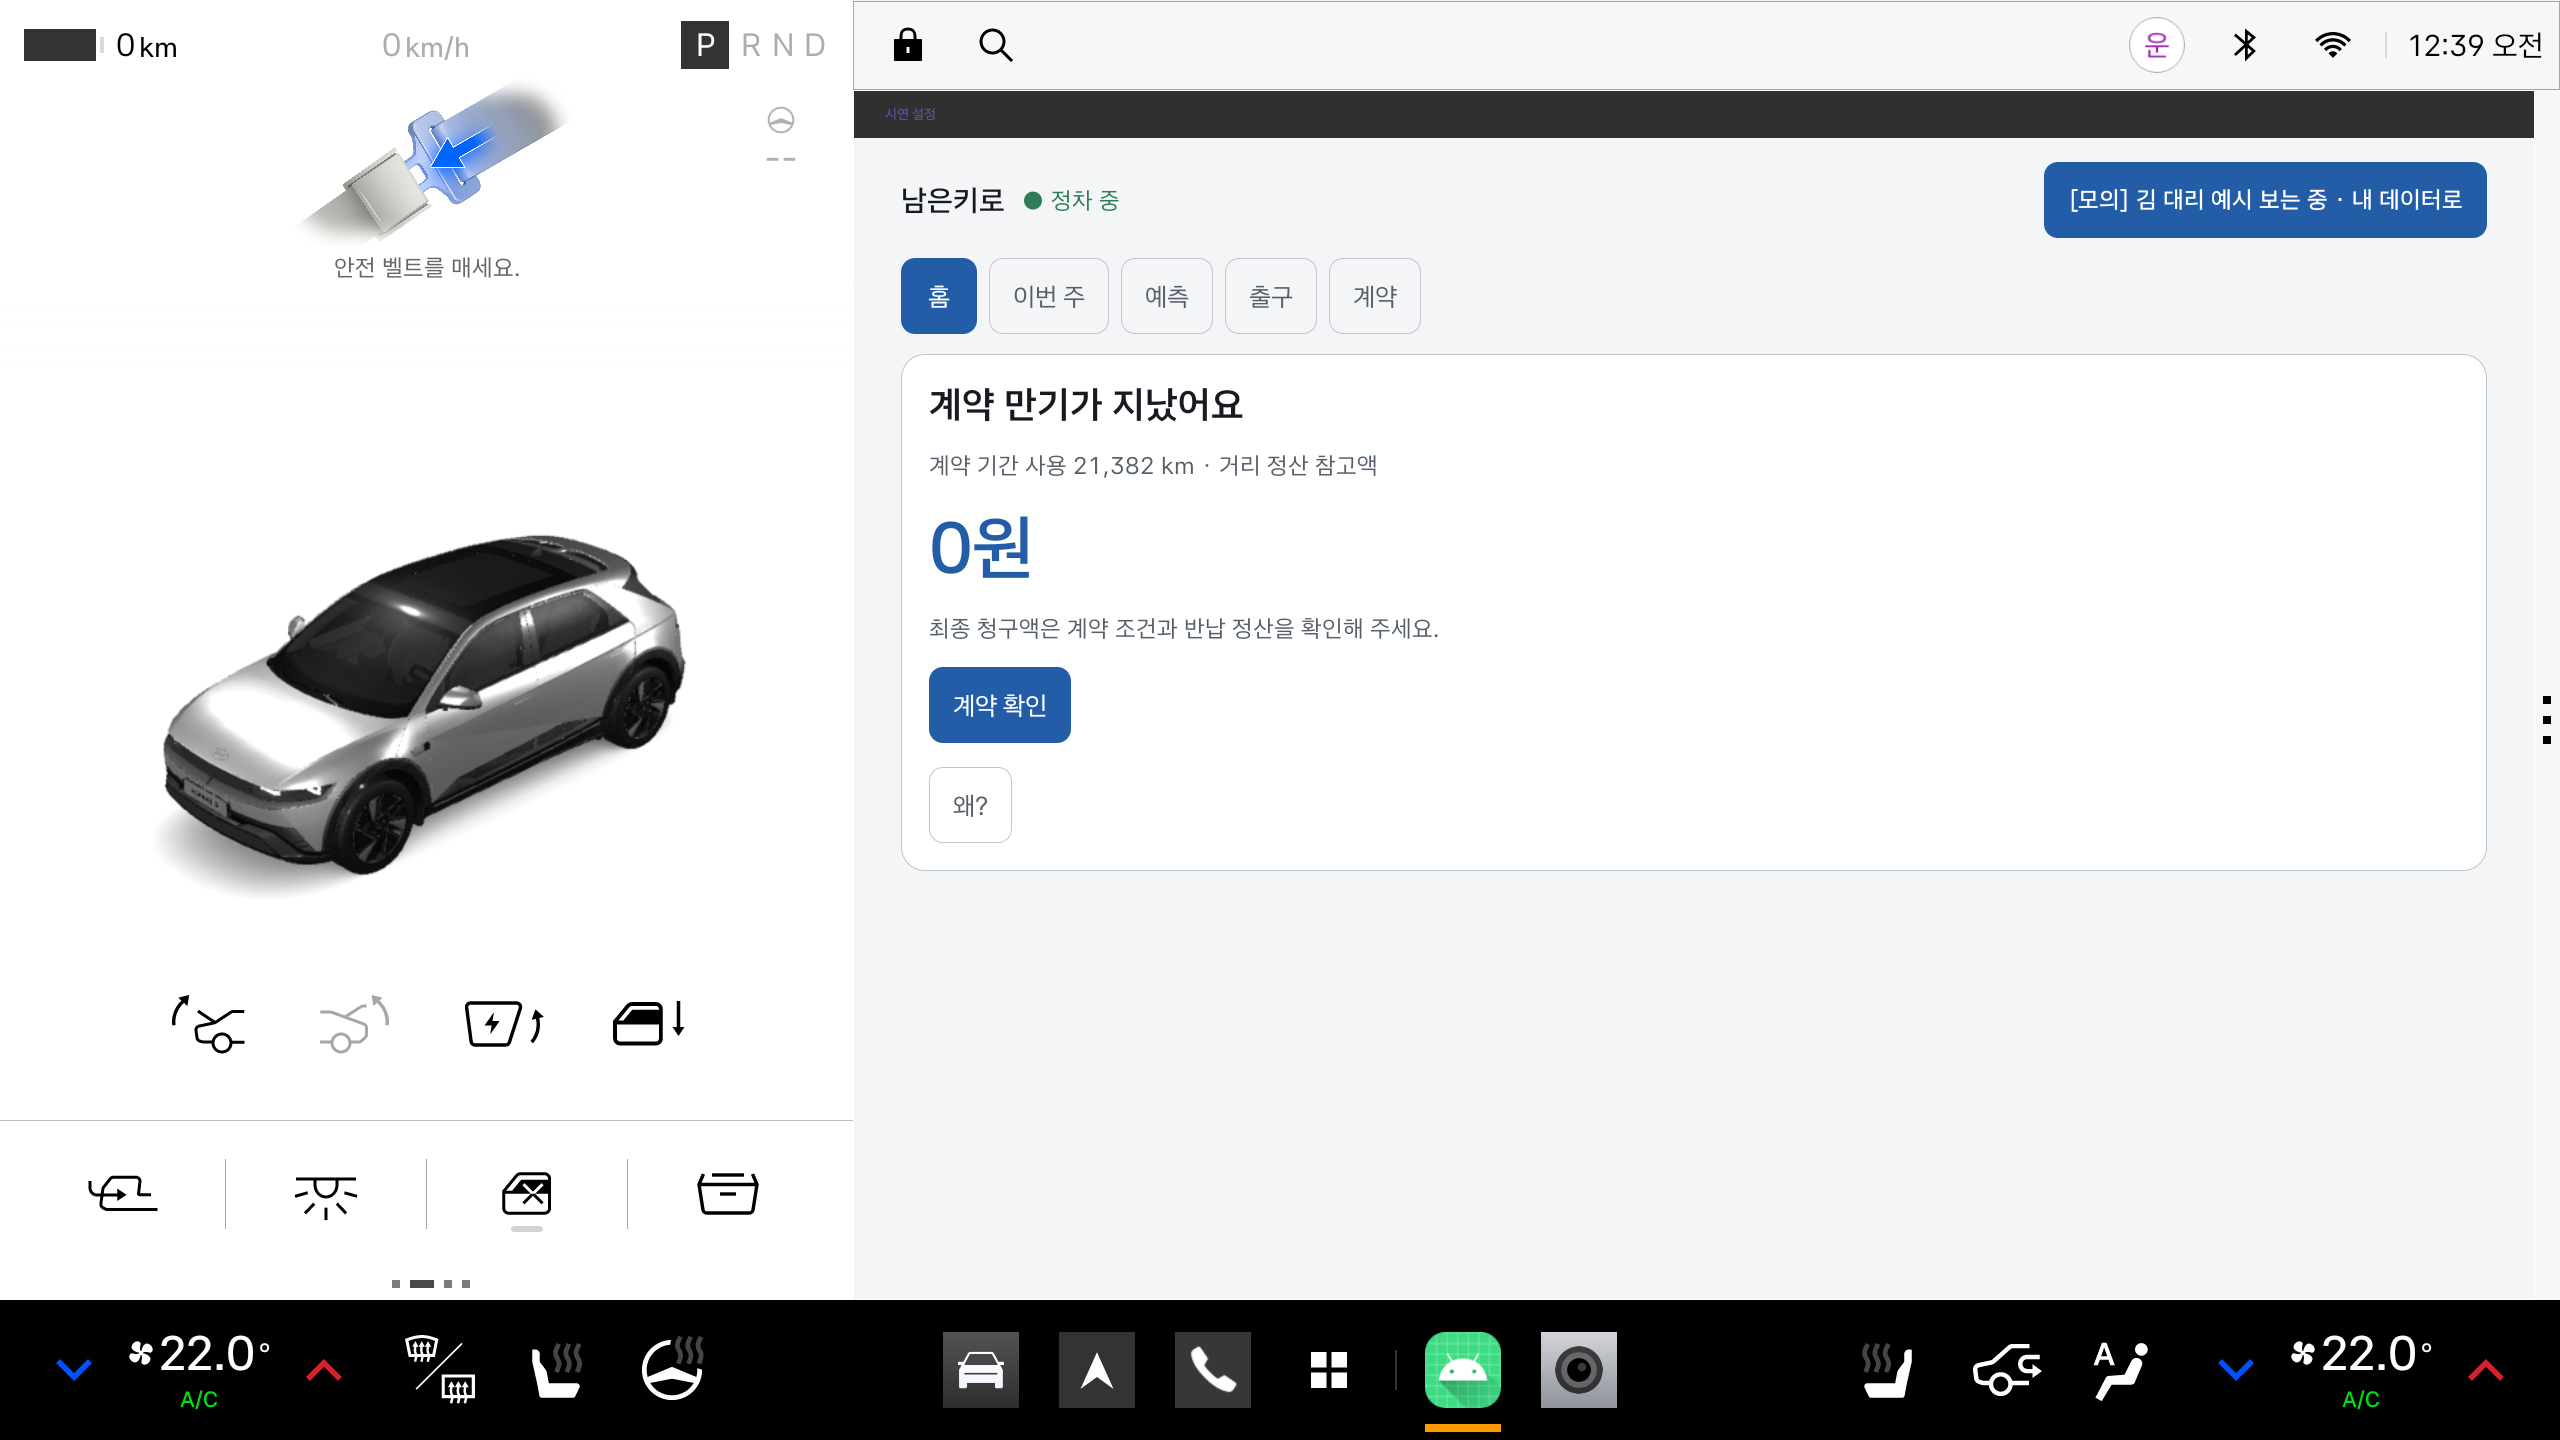 0 km
0 km/h
P R N D
12:39 오전
운
안전 벨트를 매세요.
시연 설정
남은키로
정차 중
[모의] 김 대리 예시 보는 중 · 내 데이터로
홈
이번 주
예측
출구
계약
계약 만기가 지났어요
계약 기간 사용 21,382 km · 거리 정산 참고액
0원
최종 청구액은 계약 조건과 반납 정산을 확인해 주세요.
계약 확인
왜?
22.0°
A/C
A
22.0°
A/C